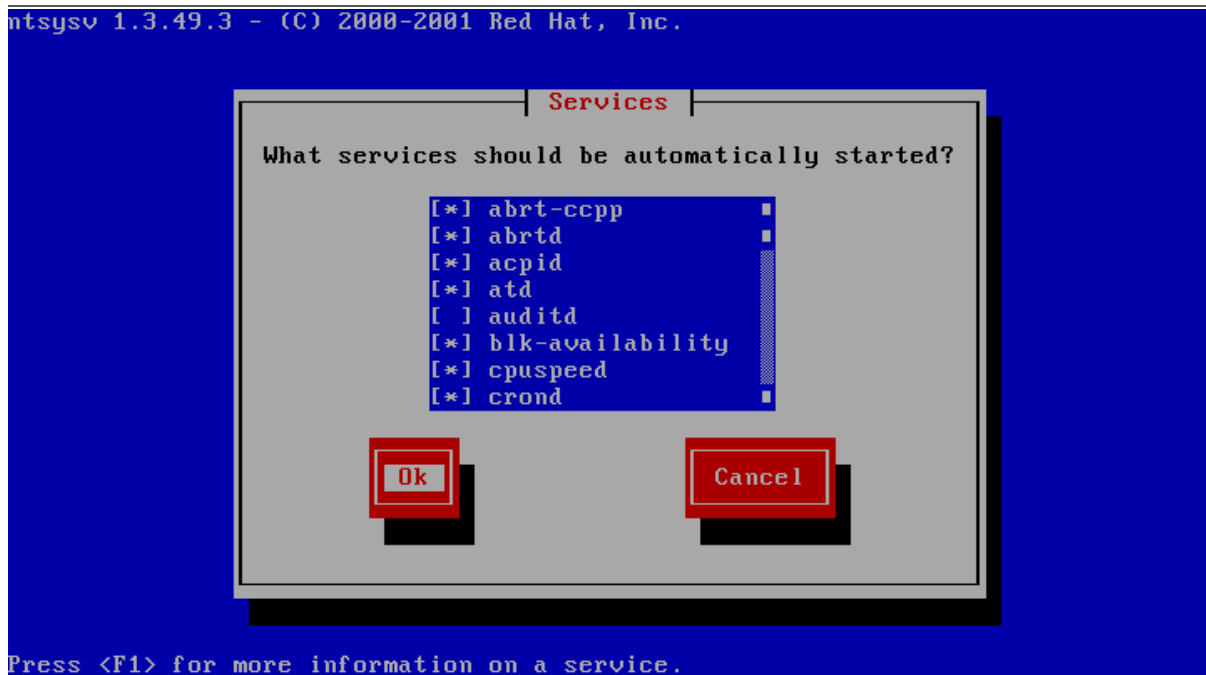 ntsysv 1.3.49.3 - (C) 2000-2001 Red Hat, Inc.
Services
What services should be automatically started?
[*] abrt-ccpp
[*] abrtd
[*] acpid
[*] atd
[ ] auditd
[*] blk-availability
[*] cpuspeed
[*] crond
Ok Cancel
Press <F1> for more information on a service.